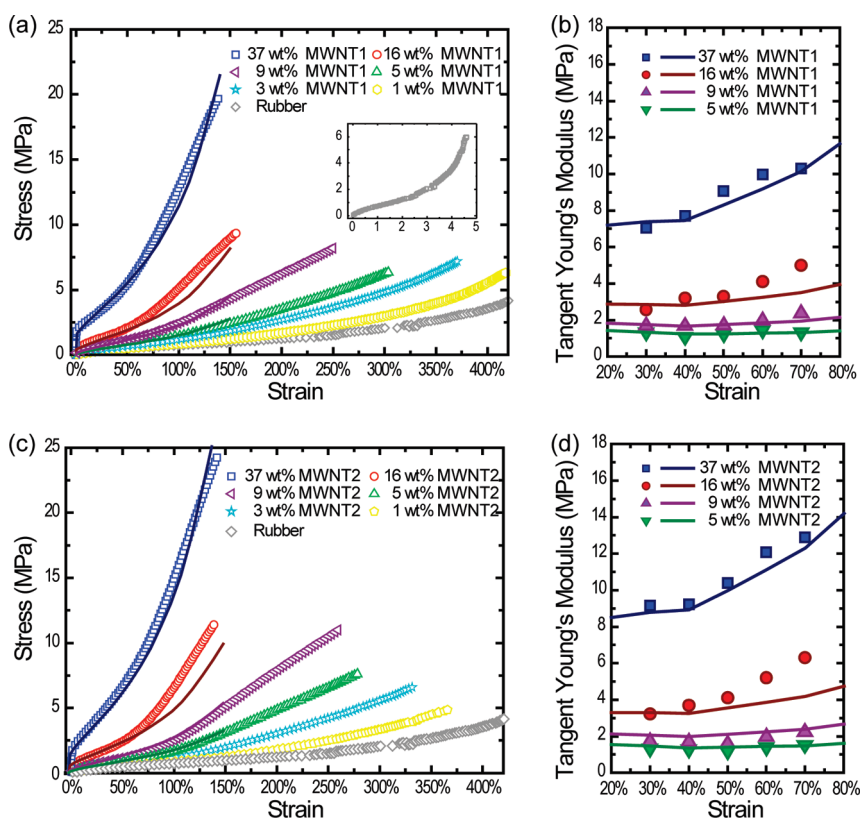 (a)
25
20
15
10
5
0
Stress (MPa)
37 wt% MWNT1 16 wt% MWNT1
9 wt% MWNT1 5 wt% MWNT1
3 wt% MWNT1 1 wt% MWNT1
Rubber
6
4
2
0
0 1 2 3 4 5
0% 50% 100% 150% 200% 250% 300% 350% 400%
Strain
(b)
18
16
14
12
10
8
6
4
2
0
Tangent Young's Modulus (MPa)
37 wt% MWNT1
16 wt% MWNT1
9 wt% MWNT1
5 wt% MWNT1
20% 30% 40% 50% 60% 70% 80%
Strain
(c)
25
20
15
10
5
0
Stress (MPa)
37 wt% MWNT2 16 wt% MWNT2
9 wt% MWNT2 5 wt% MWNT2
3 wt% MWNT2 1 wt% MWNT2
Rubber
0% 50% 100% 150% 200% 250% 300% 350% 400%
Strain
(d)
18
16
14
12
10
8
6
4
2
0
Tangent Young's Modulus (MPa)
37 wt% MWNT2
16 wt% MWNT2
9 wt% MWNT2
5 wt% MWNT2
20% 30% 40% 50% 60% 70% 80%
Strain